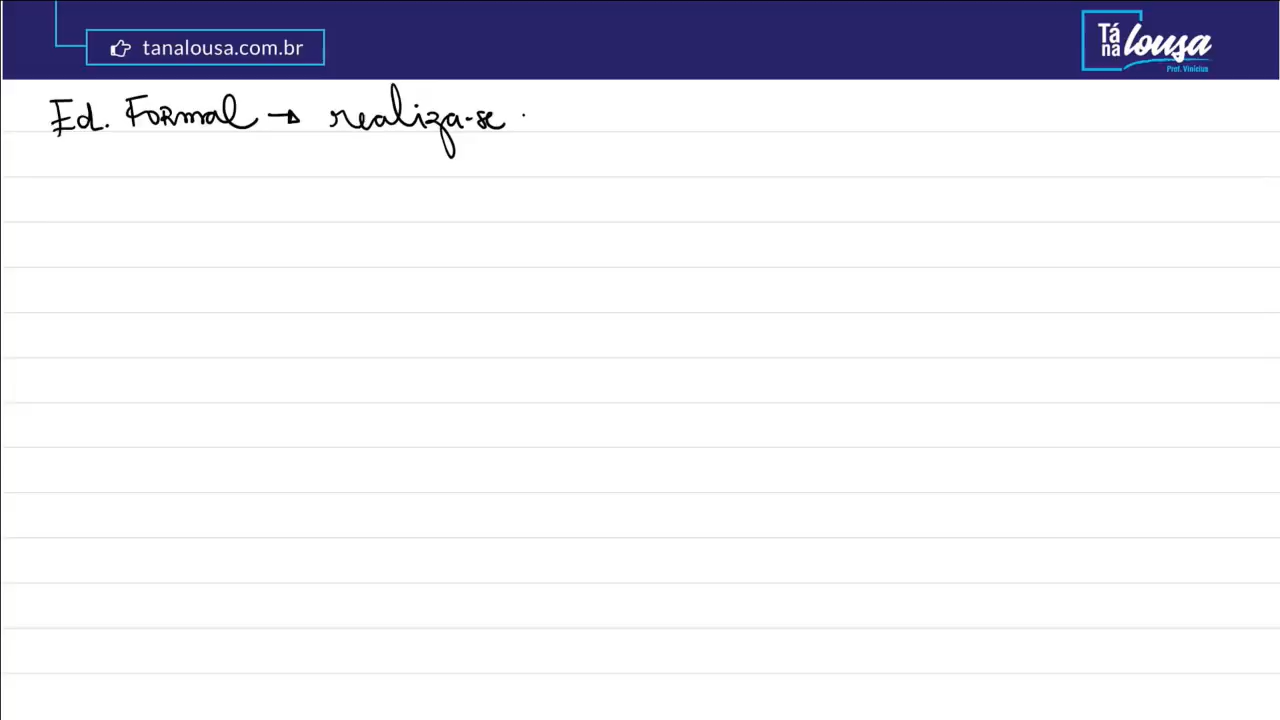 tanalousa.com.br
Tá na lousa
Prof. Vinícius
Ed. Formal → realiza-se